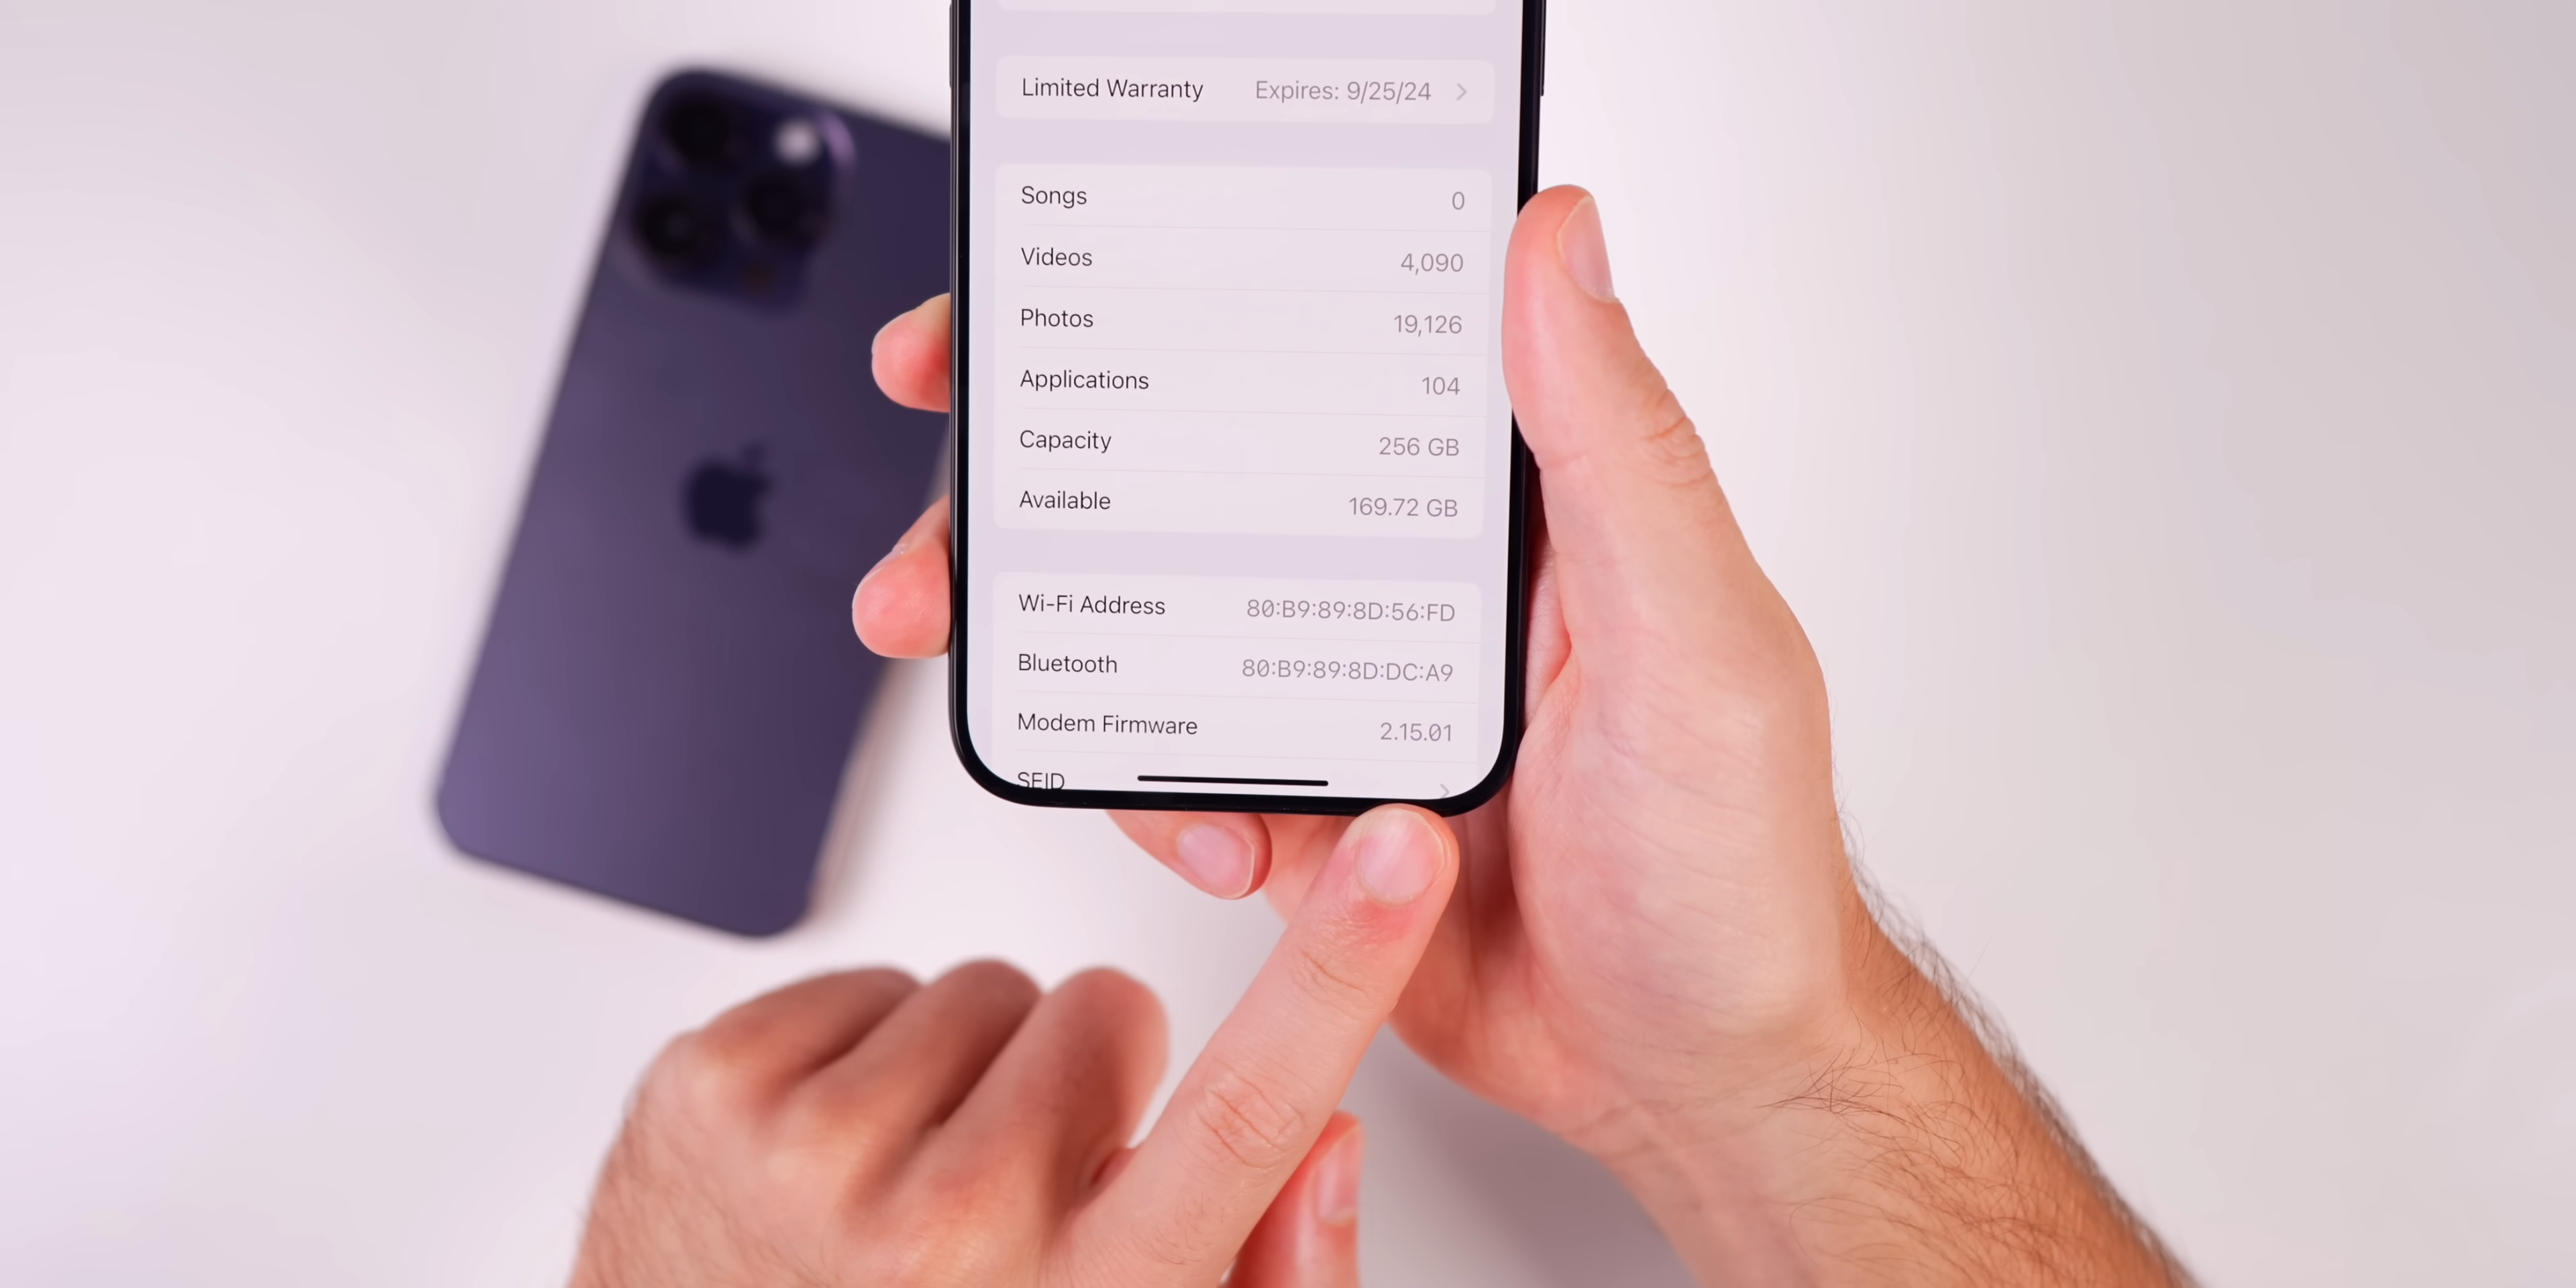 Limited Warranty Expires: 9/25/24
Songs 0
Videos 4,090
Photos 19,126
Applications 104
Capacity 256 GB
Available 169.72 GB
Wi-Fi Address 80:B9:89:8D:56:FD
Bluetooth 80:B9:89:8D:DC:A9
Modem Firmware 2.15.01
SEID